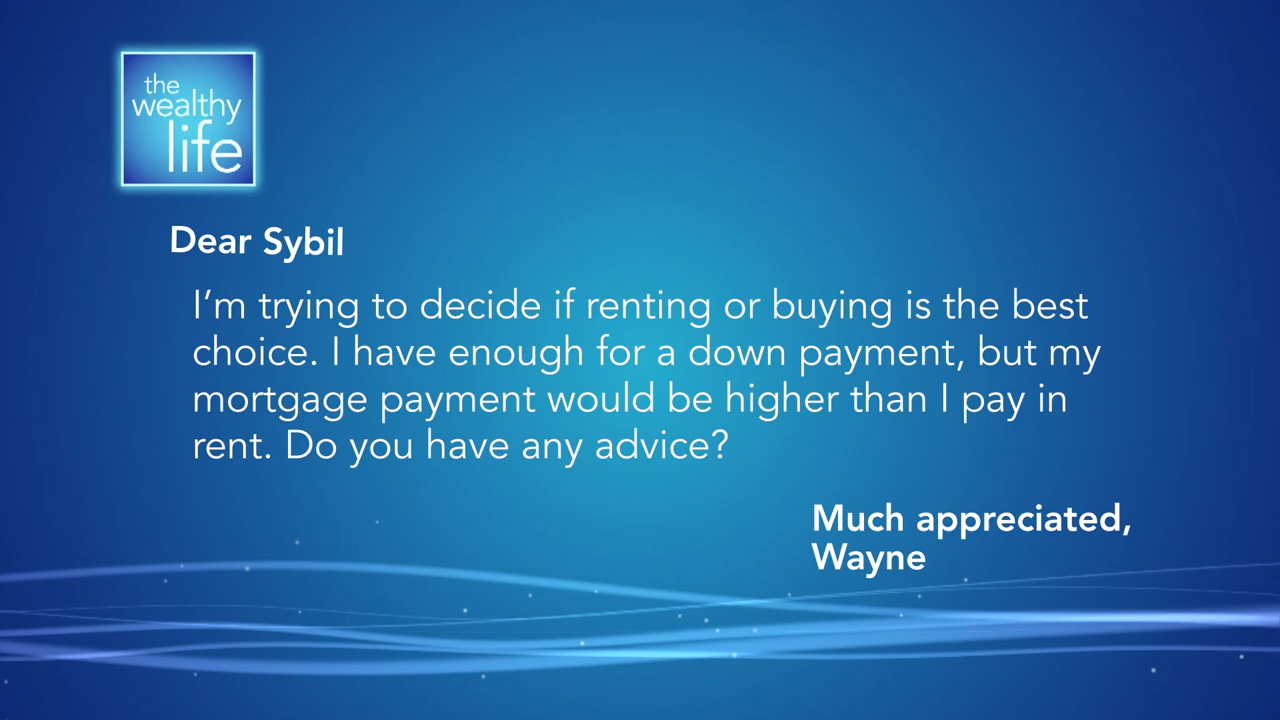 the
wealthy
life
Dear Sybil
I'm trying to decide if renting or buying is the best
choice. I have enough for a down payment, but my
mortgage payment would be higher than I pay in
rent. Do you have any advice?
Much appreciated,
Wayne